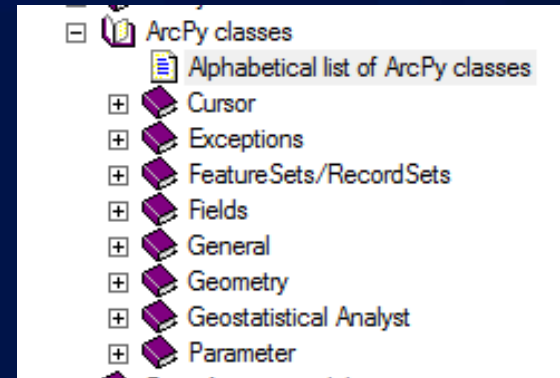 ArcPy classes
Alphabetical list of ArcPy classes
Cursor
Exceptions
FeatureSets/RecordSets
Fields
General
Geometry
Geostatistical Analyst
Parameter